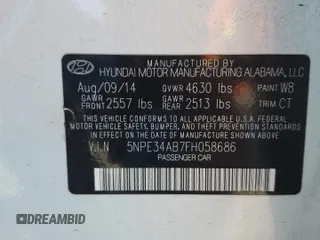 MANUFACTURED BY
HYUNDAI MOTOR MANUFACTURING ALABAMA, LLC
Aug/09/14 GVWR 4630 lbs PAINT W8
GAWR FRONT 2557 lbs GAWR REAR 2513 lbs TRIM CT
THIS VEHICLE CONFORMS TO ALL APPLICABLE U.S.A. FEDERAL
MOTOR VEHICLE SAFETY, BUMPER, AND THEFT PREVENTION STANDARDS
IN EFFECT ON THE DATE OF MANUFACTURE SHOWN ABOVE.
V.I.N 5NPE34AB7FH058686
PASSENGER CAR
© 2026 BIDFAX